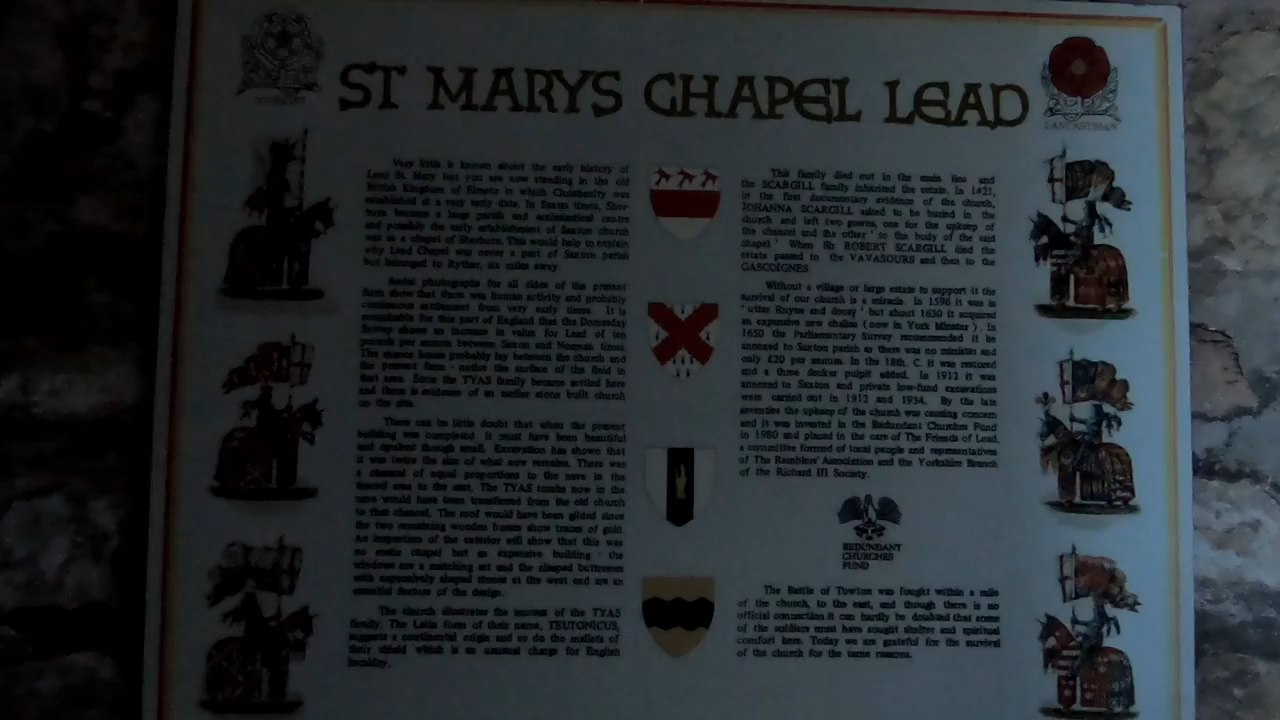 ST MARYS CHAPEL LEAD
YORKIST
LANCASTRIAN
Very little is known about the early history of
Lead St. Mary but you are now standing in the old
British Kingdom of Elmete in which Christianity was
established at a very early date. In Saxon times, Sher-
burn became a large parish and ecclesiastical centre
and possibly the early establishment of Saxton church
was as a chapel of Sherburn. This would help to explain
why Lead Chapel was never a part of Saxton parish
but belonged to Ryther, six miles away.
Aerial photographs for all sides of the present
farm show that there was human activity and probably
continuous settlement from very early times. It is
remarkable for this part of England that the Domesday
Survey shows an increase in value for Lead of ten
pounds per annum between Saxon and Norman times.
The manor house probably lay between the church and
the present farm - notice the surface of the field in
that area. Soon the TYAS family became settled here
and there is evidence of an earlier stone built church
on the site.
There can be little doubt that when the present
building was completed it must have been beautiful
and opulent though small. Excavation has shown that
it was twice the size of what now remains. There was
a chancel of equal proportions to the nave in the
fenced area to the east. The TYAS tombs now in the
nave would have been transferred from the old church
to that chancel. The roof would have been gilded since
the two remaining wooden bosses show traces of gold.
An inspection of the exterior will show that this was
no mere chapel but an expensive building : the
windows are a matching set and the clasped buttresses
with expensively shaped stones at the west end are an
essential feature of the design.
The church illustrates the interest of the TYAS
family. The Latin form of their name, TEUTONICUS,
suggests a continental origin and so do the mallets of
their shield which is an unusual charge for English
heraldry.
This family died out in the main line and
the SCARGILL family inherited the estate. In 1421,
in the first documentary evidence of the church,
JOHANNA SCARGILL asked to be buried in the
church and left two gowns, one for the upkeep of
the chancel and the other ' to the body of the said
chapel ' When Sir ROBERT SCARGILL died the
estate passed to the VAVASOURS and then to the
GASCOIGNES.
Without a village or large estate to support it the
survival of our church is a miracle. In 1596 it was in
' utter Ruyne and decay ' but about 1630 it acquired
an expensive new chalice ( now in York Minster ). In
1650 the Parliamentary Survey recommended it be
annexed to Saxton parish as there was no minister and
only £20 per annum. In the 18th. C. it was restored
and a three decker pulpit added. In 1912 it was
annexed to Saxton and private low-fund excavations
were carried out in 1912 and 1934. By the late
seventies the upkeep of the church was causing concern
and it was invested in the Redundant Churches Fund
in 1980 and placed in the care of The Friends of Lead,
a committee formed of local people and representatives
of The Ramblers' Association and the Yorkshire Branch
of the Richard III Society.
REDUNDANT
CHURCHES
FUND
The Battle of Towton was fought within a mile
of the church, to the east, and though there is no
official connection it can hardly be doubted that some
of the soldiers must have sought shelter and spiritual
comfort here. Today we are grateful for the survival
of the church for the same reasons.